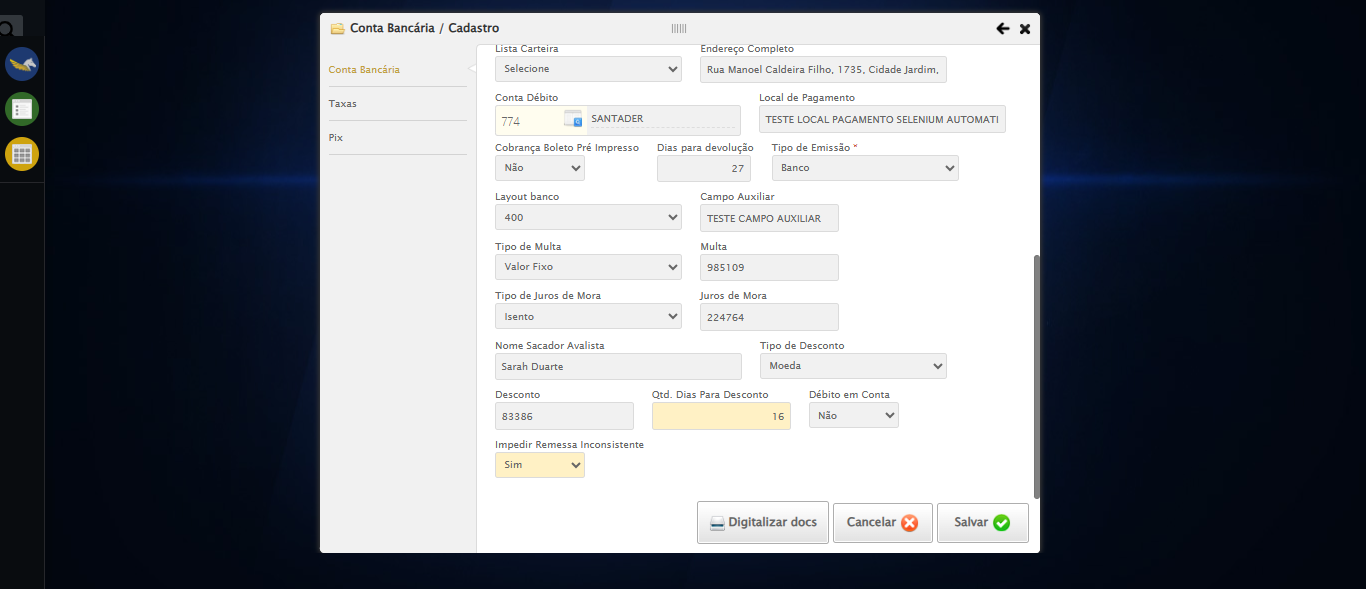 Conta Bancária / Cadastro
Conta Bancária
Taxas
Pix
Lista Carteira
Endereço Completo
Selecione
Rua Manoel Caldeira Filho, 1735, Cidade Jardim,
Conta Débito
Local de Pagamento
774
SANTADER
TESTE LOCAL PAGAMENTO SELENIUM AUTOMATI
Cobrança Boleto Pré Impresso
Dias para devolução
Tipo de Emissão *
Não
27
Banco
Layout banco
Campo Auxiliar
400
TESTE CAMPO AUXILIAR
Tipo de Multa
Multa
Valor Fixo
985109
Tipo de Juros de Mora
Juros de Mora
Isento
224764
Nome Sacador Avalista
Tipo de Desconto
Sarah Duarte
Moeda
Desconto
Qtd. Dias Para Desconto
Débito em Conta
83386
16
Não
Impedir Remessa Inconsistente
Sim
Digitalizar docs
Cancelar
Salvar